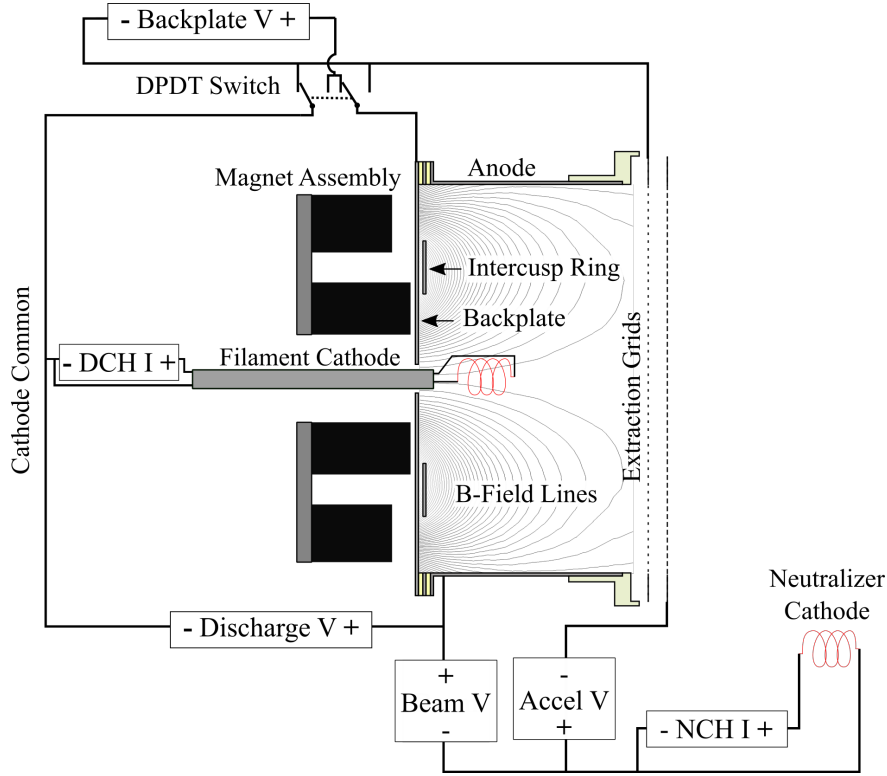 - Backplate V +
DPDT Switch
Anode
Magnet Assembly
Intercusp Ring
Backplate
Filament Cathode
- DCH I +
Cathode Common
Extraction Grids
B-Field Lines
Neutralizer
Cathode
- Discharge V +
+
Beam V
-
-
Accel V
+
- NCH I +